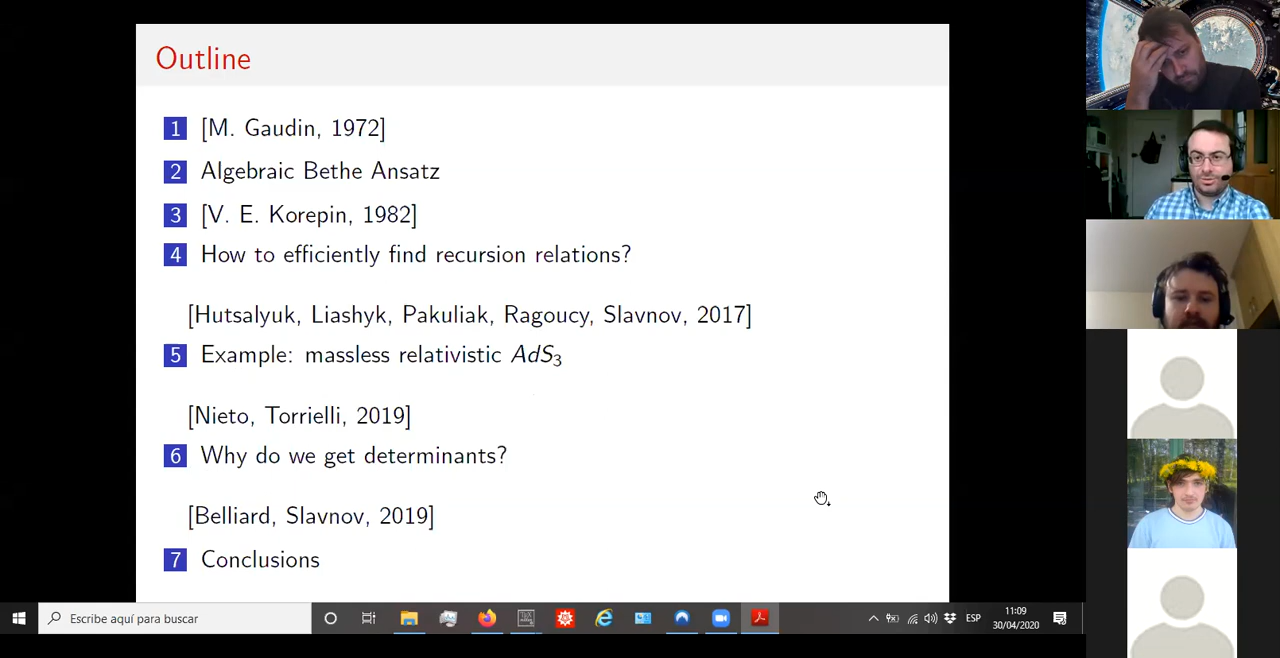 Outline
1 [M. Gaudin, 1972]
2 Algebraic Bethe Ansatz
3 [V. E. Korepin, 1982]
4 How to efficiently find recursion relations?
[Hutsalyuk, Liashyk, Pakuliak, Ragoucy, Slavnov, 2017]
5 Example: massless relativistic AdS3
[Nieto, Torrielli, 2019]
6 Why do we get determinants?
[Belliard, Slavnov, 2019]
7 Conclusions
Escribe aquí para buscar
ESP
11:09
30/04/2020